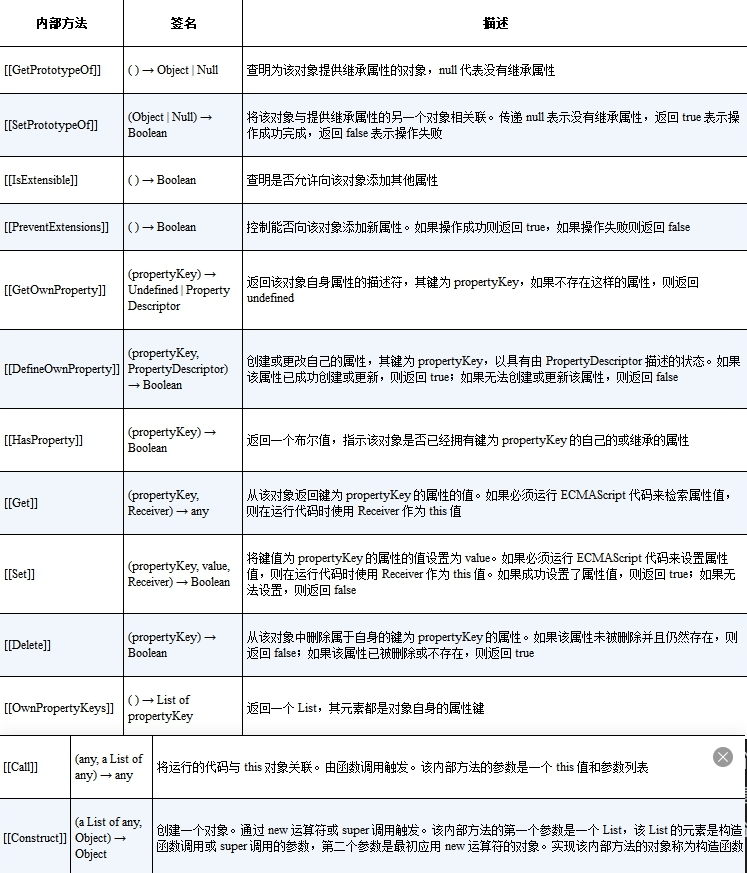 内部方法 签名 描述
[[GetPrototypeOf]] ( ) → Object | Null 查明为该对象提供继承属性的对象，null 代表没有继承属性
[[SetPrototypeOf]] (Object | Null) → Boolean 将该对象与提供继承属性的另一个对象相关联。传递 null 表示没有继承属性，返回 true 表示操
作成功完成，返回 false 表示操作失败
[[IsExtensible]] ( ) → Boolean 查明是否允许向该对象添加其他属性
[[PreventExtensions]] ( ) → Boolean 控制能否向该对象添加新属性。如果操作成功则返回 true，如果操作失败则返回 false
[[GetOwnProperty]]
(propertyKey) →
Undefined | Property
Descriptor
返回该对象自身属性的描述符，其键为 propertyKey，如果不存在这样的属性，则返回
undefined
[[DefineOwnProperty]]
(propertyKey,
PropertyDescriptor)
→ Boolean
创建或更改自己的属性，其键为 propertyKey，以具有由 PropertyDescriptor 描述的状态。如果
该属性已成功创建或更新，则返回 true；如果无法创建或更新该属性，则返回 false
[[HasProperty]]
(propertyKey) →
Boolean
返回一个布尔值，指示该对象是否已经拥有键为 propertyKey 的自己的或继承的属性
[[Get]]
(propertyKey,
Receiver) → any
从该对象返回键为 propertyKey 的属性的值。如果必须运行 ECMAScript 代码来检索属性值，
则在运行代码时使用 Receiver 作为 this 值
[[Set]]
(propertyKey, value,
Receiver) → Boolean
将键值为 propertyKey 的属性的值设置为 value。如果必须运行 ECMAScript 代码来设置属性
值，则在运行代码时使用 Receiver 作为 this 值。如果成功设置了属性值，则返回 true；如果无
法设置，则返回 false
[[Delete]]
(propertyKey) →
Boolean
从该对象中删除属于自身的键为 propertyKey 的属性。如果该属性未被删除并且仍然存在，则
返回 false；如果该属性已被删除或不存在，则返回 true
[[OwnPropertyKeys]]
( ) → List of
propertyKey
返回一个 List，其元素都是对象自身的属性键
[[Call]]
(any, a List of
any) → any
将运行的代码与 this 对象关联。由函数调用触发。该内部方法的参数是一个 this 值和参数列表
[[Construct]]
(a List of any,
Object) →
Object
创建一个对象。通过 new 运算符或 super 调用触发。该内部方法的第一个参数是一个 List，该 List 的元素是构造
函数调用或 super 调用的参数，第二个参数是最初应用 new 运算符的对象。实现该内部方法的对象称为构造函数